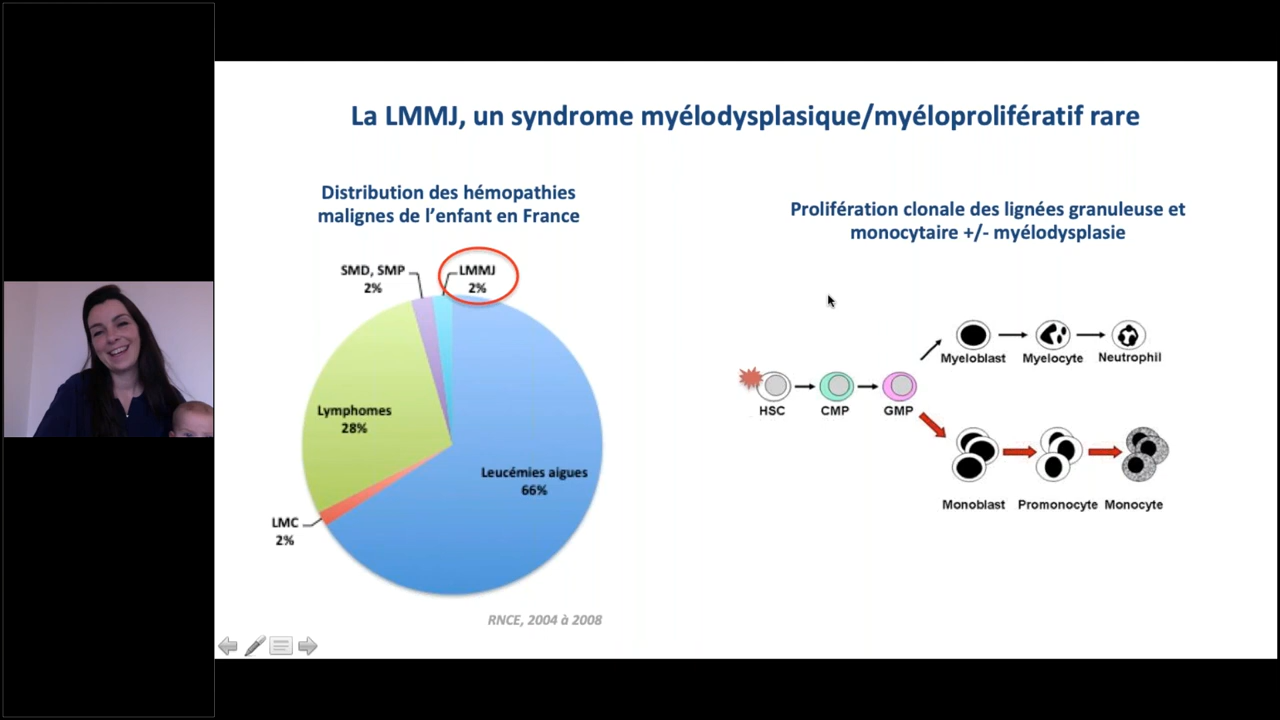 La LMMJ, un syndrome myélodysplasique/myéloprolifératif rare
Distribution des hémopathies
malignes de l'enfant en France
SMD, SMP
2%
LMMJ
2%
Lymphomes
28%
Leucémies aigues
66%
LMC
2%
RNCE, 2004 à 2008
Prolifération clonale des lignées granuleuse et
monocytaire +/- myélodysplasie
Myeloblast
Myelocyte
Neutrophil
HSC
CMP
GMP
Monoblast
Promonocyte
Monocyte